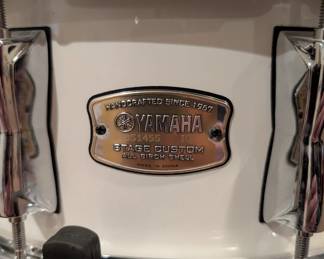 HANDCRAFTED SINCE 1967
YAMAHA
STAGE CUSTOM
ALL BIRCH SHELL